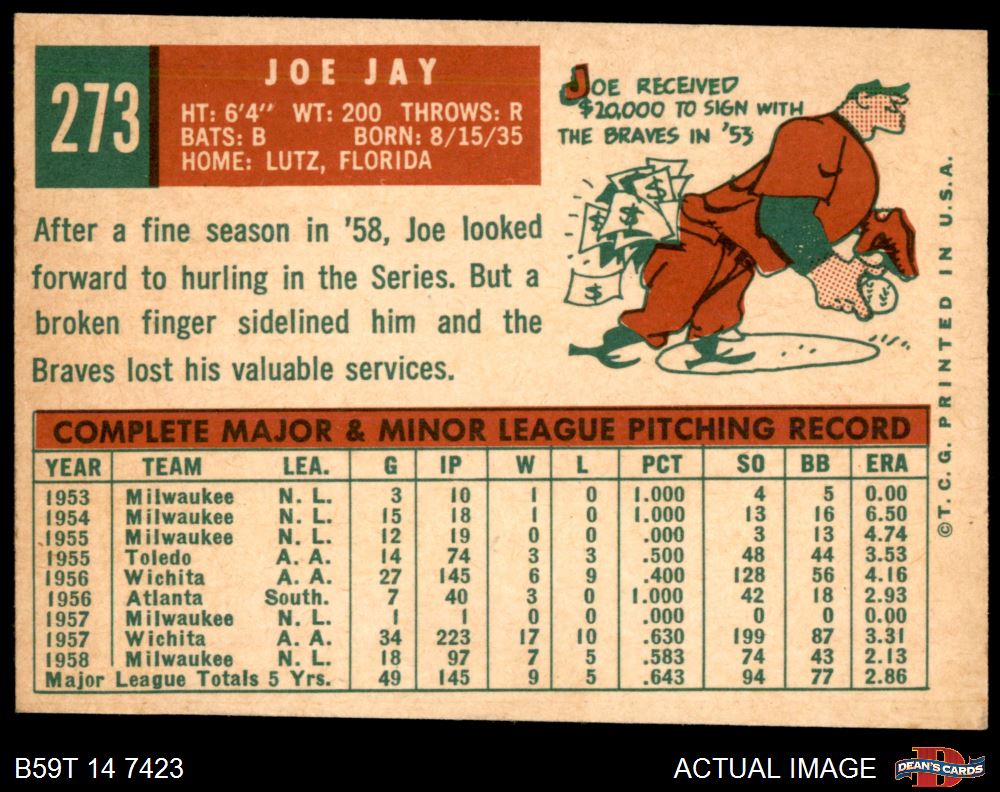 273
JOE JAY
HT: 6'4" WT: 200 THROWS: R
BATS: B BORN: 8/15/35
HOME: LUTZ, FLORIDA
JOE RECEIVED
$20,000 TO SIGN WITH
THE BRAVES IN '53
$ $ $ $
After a fine season in '58, Joe looked
forward to hurling in the Series. But a
broken finger sidelined him and the
Braves lost his valuable services.
COMPLETE MAJOR & MINOR LEAGUE PITCHING RECORD
YEAR TEAM LEA. G IP W L PCT SO BB ERA
1953 Milwaukee N. L. 3 10 1 0 1.000 4 5 0.00
1954 Milwaukee N. L. 15 18 1 0 1.000 13 16 6.50
1955 Milwaukee N. L. 12 19 0 0 .000 3 13 4.74
1955 Toledo A. A. 14 74 3 3 .500 48 44 3.53
1956 Wichita A. A. 27 145 6 9 .400 128 56 4.16
1956 Atlanta South. 7 40 3 0 1.000 42 18 2.93
1957 Milwaukee N. L. 1 1 0 0 .000 0 0 0.00
1957 Wichita A. A. 34 223 17 10 .630 199 87 3.31
1958 Milwaukee N. L. 18 97 7 5 .583 74 43 2.13
Major League Totals 5 Yrs. 49 145 9 5 .643 94 77 2.86
©T. C. G. PRINTED IN U.S.A.
B59T 14 7423
ACTUAL IMAGE
D
DEAN'S CARDS